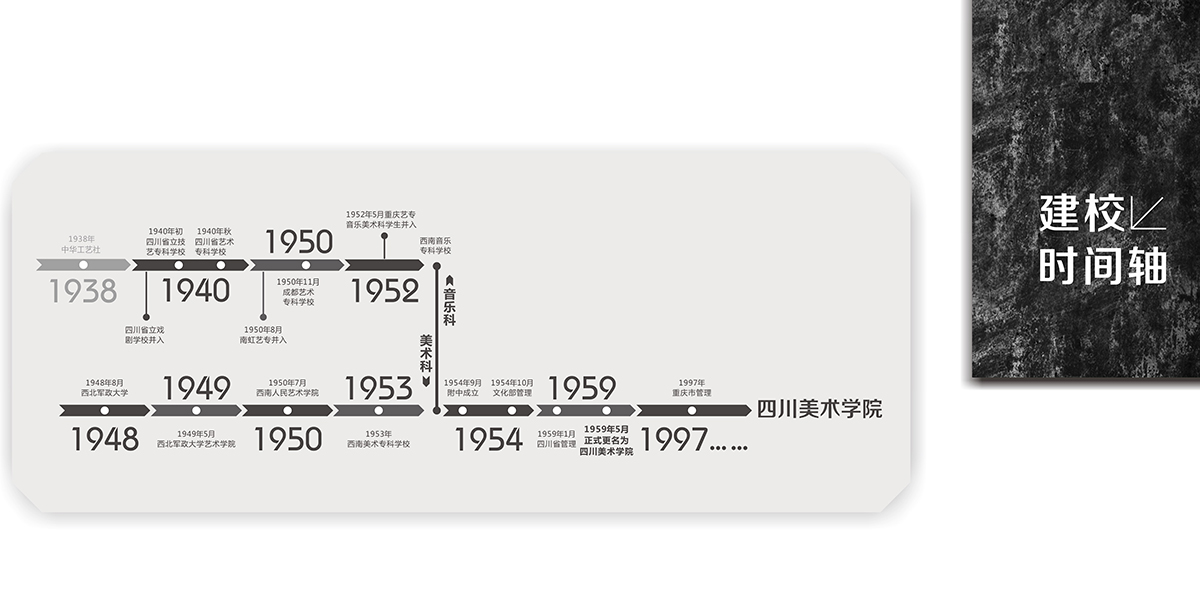 建校
时间轴
1938年
中华工艺社
1938
1940年初
四川省立技
艺专科学校
1940年秋
四川省艺术
专科学校
1940
四川省立戏
剧学校并入
1950
1950年11月
成都艺术
专科学校
1950年8月
南虹艺专并入
1952年5月重庆艺专
音乐美术科学生并入
1952
西南音乐
专科学校
音乐科
美术科
1948年8月
西北军政大学
1948
1949
1949年5月
西北军政大学艺术学院
1950年7月
西南人民艺术学院
1950
1953
1953年
西南美术专科学校
1954年9月
附中成立
1954年10月
文化部管理
1954
1959
1959年1月
四川省管理
1959年5月
正式更名为
四川美术学院
1997年
重庆市管理
1997... ...
四川美术学院